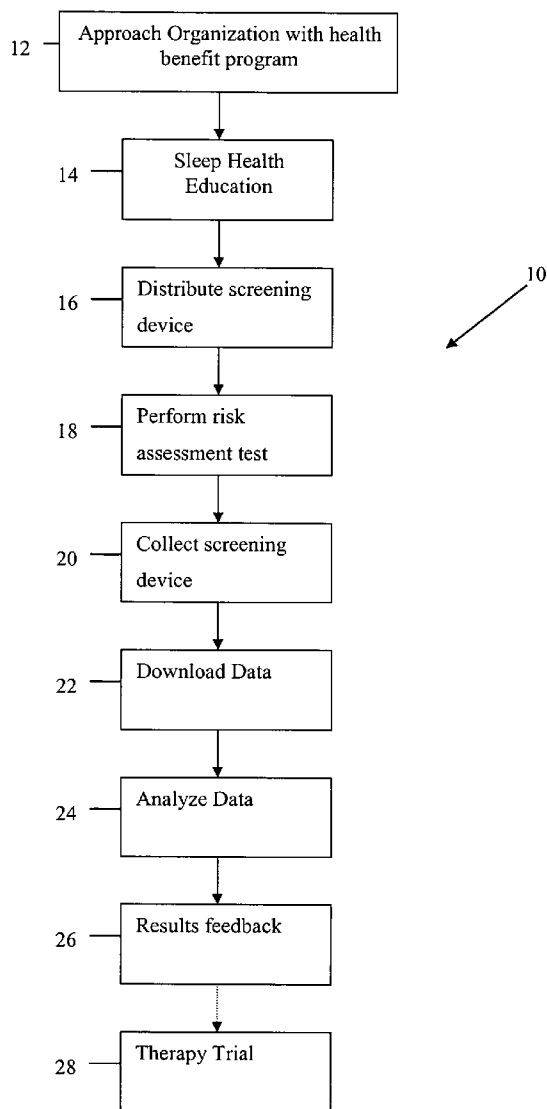 12
Approach Organization with health
benefit program
14
Sleep Health
Education
10
16
Distribute screening
device
18
Perform risk
assessment test
20
Collect screening
device
22
Download Data
24
Analyze Data
26
Results feedback
28
Therapy Trial